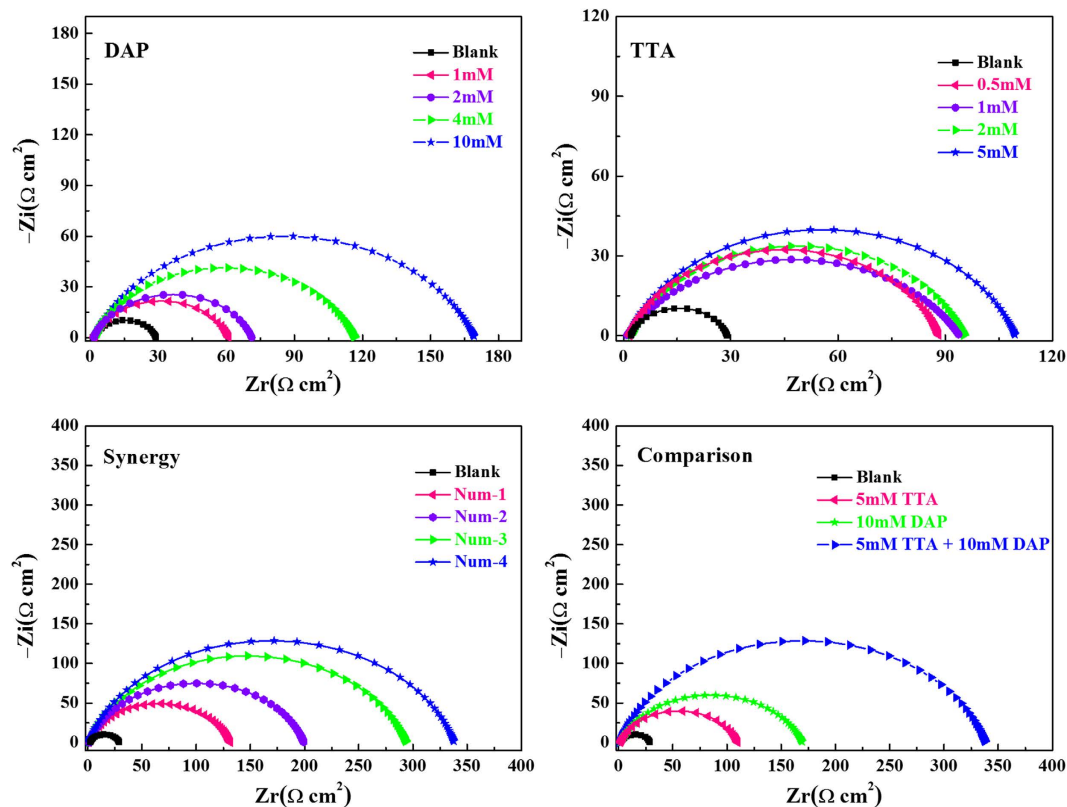 DAP
Blank
1mM
2mM
4mM
10mM
180
150
120
90
60
30
0
−Zi(Ω cm²)
0
30
60
90
120
150
180
Zr(Ω cm²)
TTA
Blank
0.5mM
1mM
2mM
5mM
120
90
60
30
0
−Zi(Ω cm²)
0
30
60
90
120
Zr(Ω cm²)
Synergy
Blank
Num-1
Num-2
Num-3
Num-4
400
350
300
250
200
150
100
50
0
−Zi(Ω cm²)
0
50
100
150
200
250
300
350
400
Zr(Ω cm²)
Comparison
Blank
5mM TTA
10mM DAP
5mM TTA + 10mM DAP
400
350
300
250
200
150
100
50
0
−Zi(Ω cm²)
0
50
100
150
200
250
300
350
400
Zr(Ω cm²)